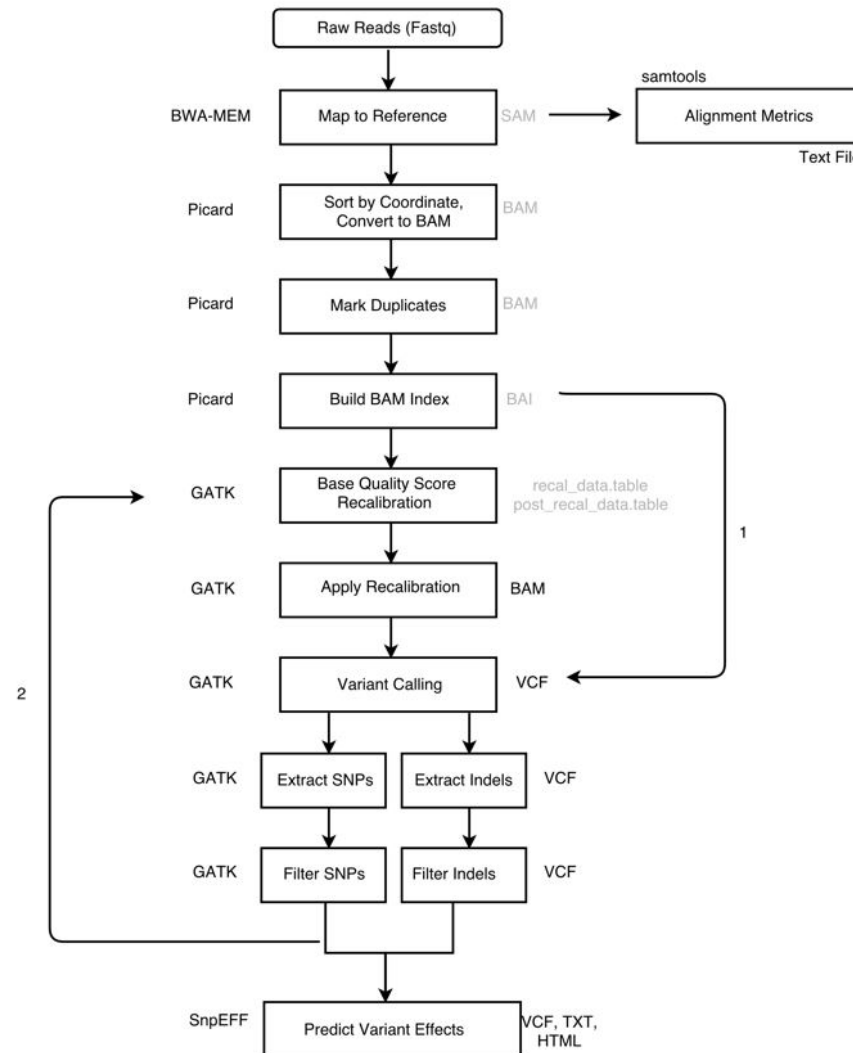 Raw Reads (Fastq)
samtools
BWA-MEM
Map to Reference
SAM
Alignment Metrics
Text File
Picard
Sort by Coordinate,
Convert to BAM
BAM
Picard
Mark Duplicates
BAM
Picard
Build BAM Index
BAI
GATK
Base Quality Score
Recalibration
recal_data.table
post_recal_data.table
1
GATK
Apply Recalibration
BAM
GATK
Variant Calling
VCF
2
GATK
Extract SNPs
Extract Indels
VCF
GATK
Filter SNPs
Filter Indels
VCF
SnpEFF
Predict Variant Effects
VCF, TXT,
HTML